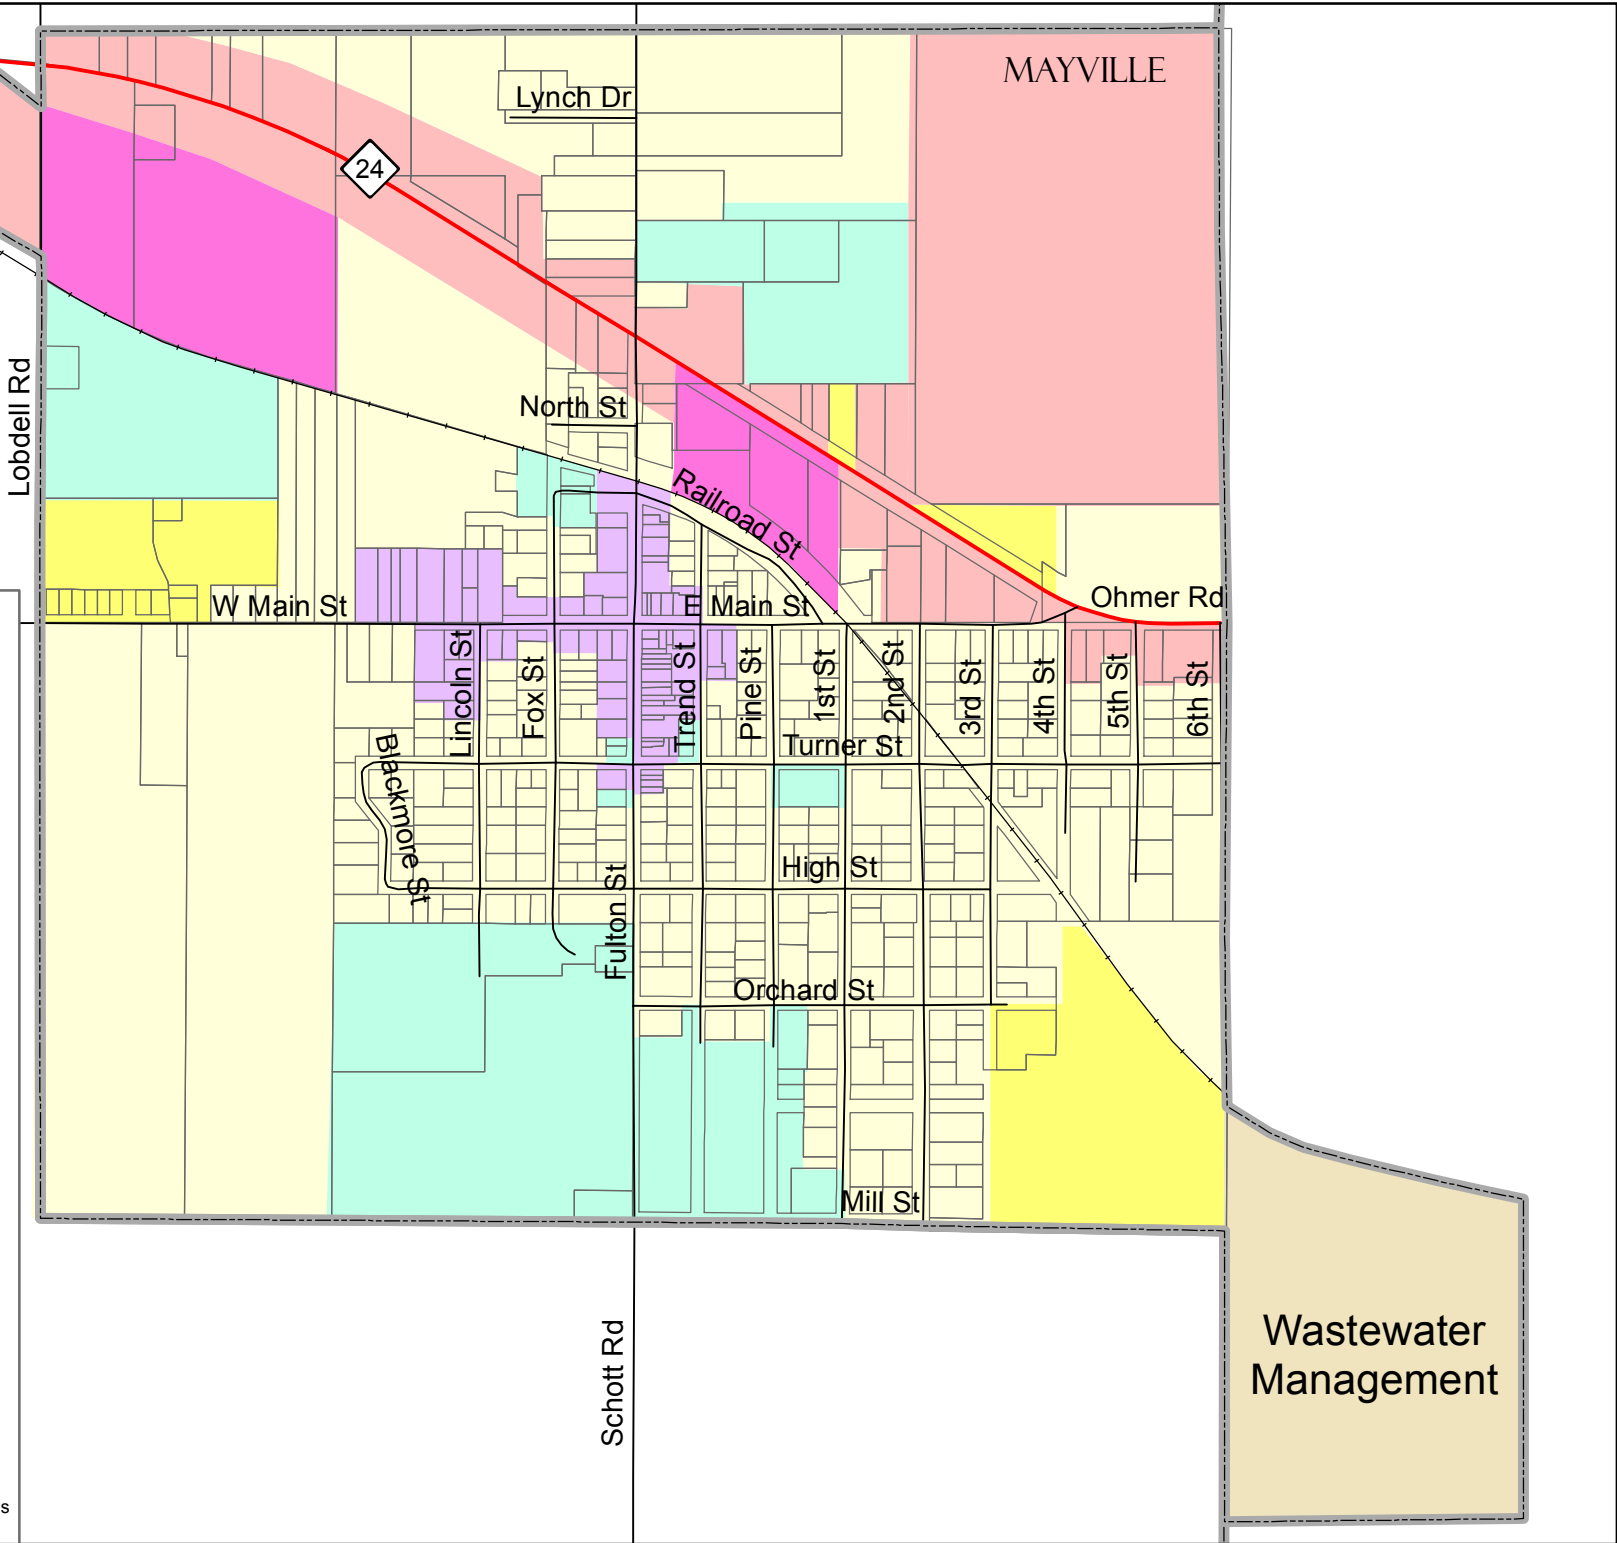 MAYVILLE
Lynch Dr
24
Lobdell Rd
North St
Railroad St
W Main St
E Main St
Ohmer Rd
Lincoln St
Fox St
Trend St
Pine St
1st St
2nd St
3rd St
4th St
5th St
6th St
Turner St
Blackmore St
High St
Fulton St
Orchard St
Mill St
Wastewater
Management
Schott Rd
s